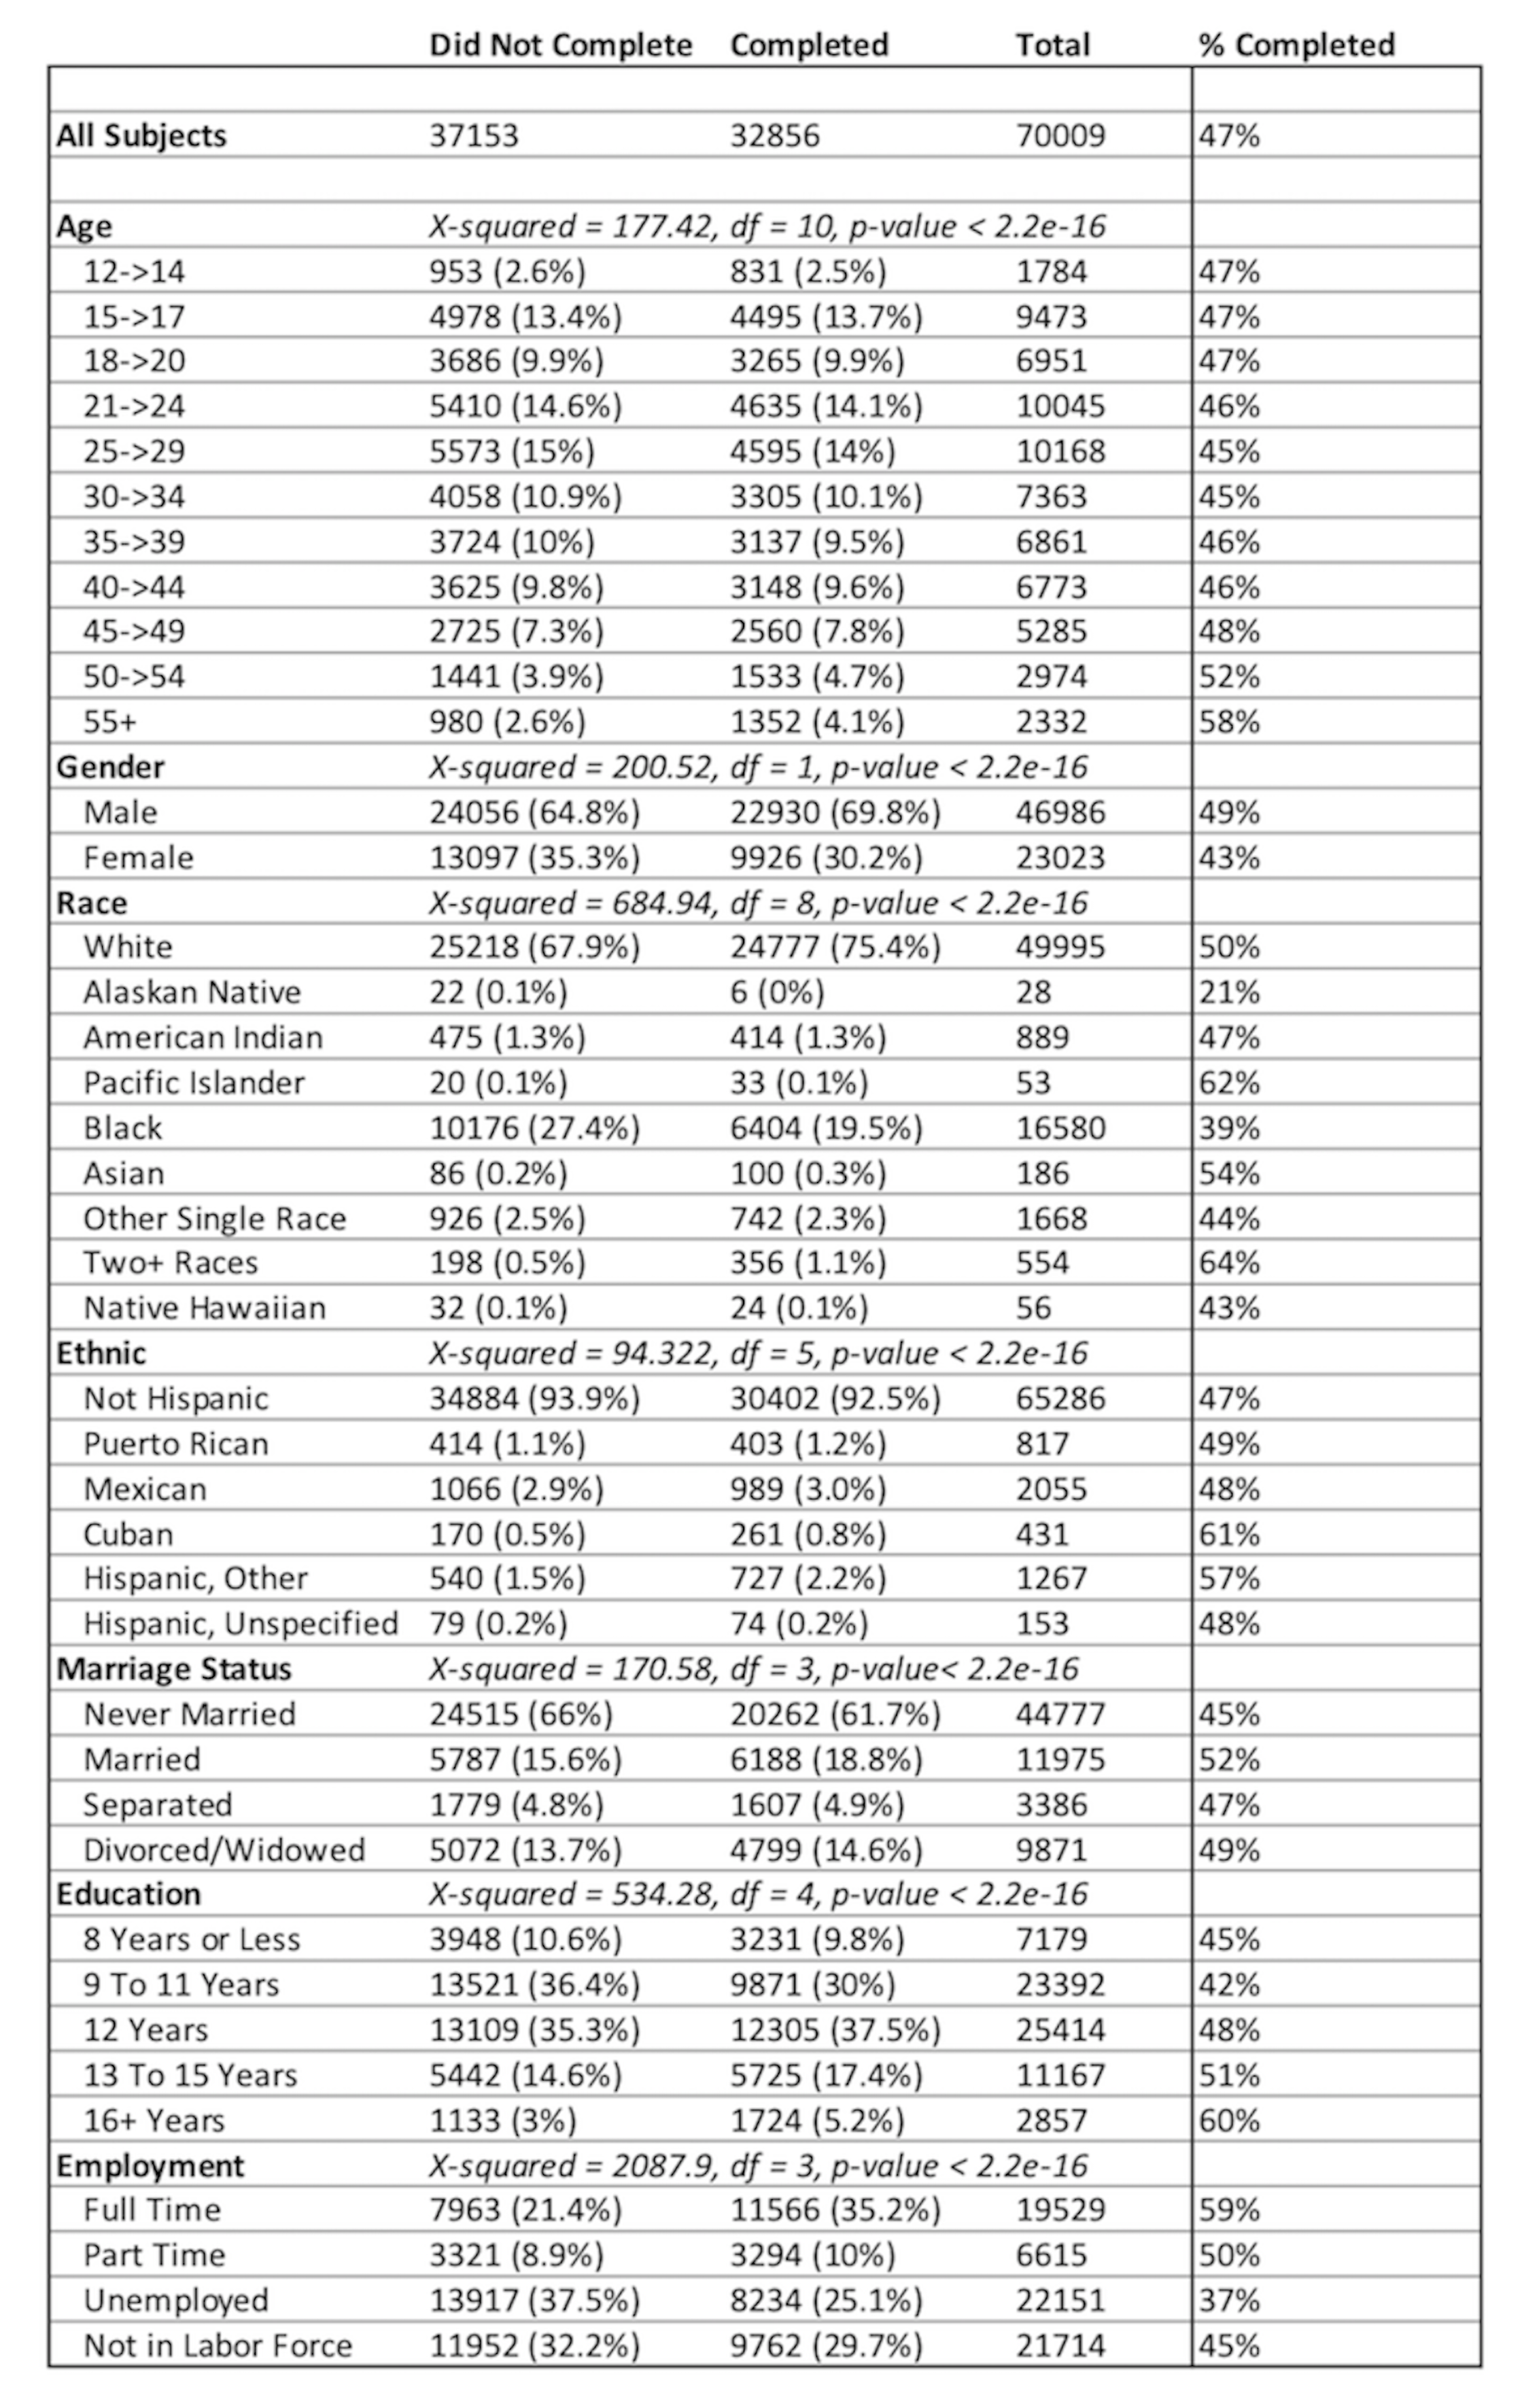 Did Not Complete Completed Total % Completed
All Subjects 37153 32856 70009 47%
Age X-squared = 177.42, df = 10, p-value < 2.2e-16
12->14 953 (2.6%) 831 (2.5%) 1784 47%
15->17 4978 (13.4%) 4495 (13.7%) 9473 47%
18->20 3686 (9.9%) 3265 (9.9%) 6951 47%
21->24 5410 (14.6%) 4635 (14.1%) 10045 46%
25->29 5573 (15%) 4595 (14%) 10168 45%
30->34 4058 (10.9%) 3305 (10.1%) 7363 45%
35->39 3724 (10%) 3137 (9.5%) 6861 46%
40->44 3625 (9.8%) 3148 (9.6%) 6773 46%
45->49 2725 (7.3%) 2560 (7.8%) 5285 48%
50->54 1441 (3.9%) 1533 (4.7%) 2974 52%
55+ 980 (2.6%) 1352 (4.1%) 2332 58%
Gender X-squared = 200.52, df = 1, p-value < 2.2e-16
Male 24056 (64.8%) 22930 (69.8%) 46986 49%
Female 13097 (35.3%) 9926 (30.2%) 23023 43%
Race X-squared = 684.94, df = 8, p-value < 2.2e-16
White 25218 (67.9%) 24777 (75.4%) 49995 50%
Alaskan Native 22 (0.1%) 6 (0%) 28 21%
American Indian 475 (1.3%) 414 (1.3%) 889 47%
Pacific Islander 20 (0.1%) 33 (0.1%) 53 62%
Black 10176 (27.4%) 6404 (19.5%) 16580 39%
Asian 86 (0.2%) 100 (0.3%) 186 54%
Other Single Race 926 (2.5%) 742 (2.3%) 1668 44%
Two+ Races 198 (0.5%) 356 (1.1%) 554 64%
Native Hawaiian 32 (0.1%) 24 (0.1%) 56 43%
Ethnic X-squared = 94.322, df = 5, p-value < 2.2e-16
Not Hispanic 34884 (93.9%) 30402 (92.5%) 65286 47%
Puerto Rican 414 (1.1%) 403 (1.2%) 817 49%
Mexican 1066 (2.9%) 989 (3.0%) 2055 48%
Cuban 170 (0.5%) 261 (0.8%) 431 61%
Hispanic, Other 540 (1.5%) 727 (2.2%) 1267 57%
Hispanic, Unspecified 79 (0.2%) 74 (0.2%) 153 48%
Marriage Status X-squared = 170.58, df = 3, p-value< 2.2e-16
Never Married 24515 (66%) 20262 (61.7%) 44777 45%
Married 5787 (15.6%) 6188 (18.8%) 11975 52%
Separated 1779 (4.8%) 1607 (4.9%) 3386 47%
Divorced/Widowed 5072 (13.7%) 4799 (14.6%) 9871 49%
Education X-squared = 534.28, df = 4, p-value < 2.2e-16
8 Years or Less 3948 (10.6%) 3231 (9.8%) 7179 45%
9 To 11 Years 13521 (36.4%) 9871 (30%) 23392 42%
12 Years 13109 (35.3%) 12305 (37.5%) 25414 48%
13 To 15 Years 5442 (14.6%) 5725 (17.4%) 11167 51%
16+ Years 1133 (3%) 1724 (5.2%) 2857 60%
Employment X-squared = 2087.9, df = 3, p-value < 2.2e-16
Full Time 7963 (21.4%) 11566 (35.2%) 19529 59%
Part Time 3321 (8.9%) 3294 (10%) 6615 50%
Unemployed 13917 (37.5%) 8234 (25.1%) 22151 37%
Not in Labor Force 11952 (32.2%) 9762 (29.7%) 21714 45%